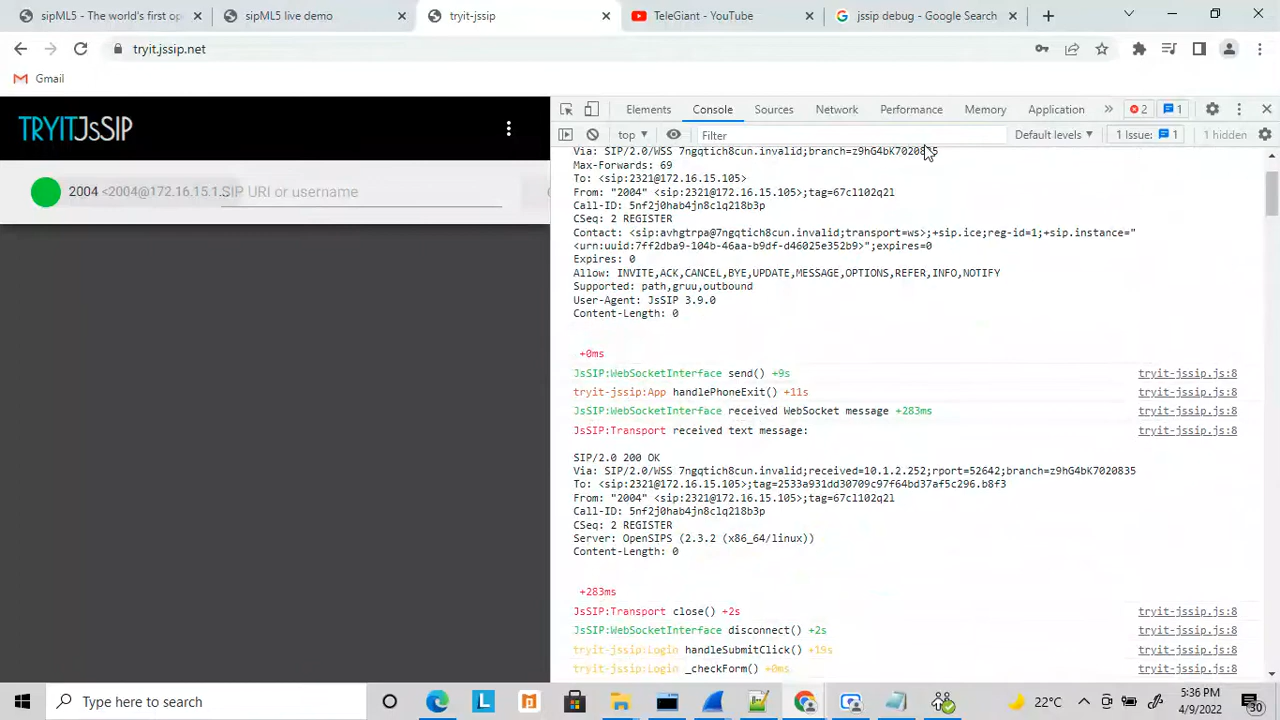 sipML5 - The world's first op
sipML5 live demo
tryit-jssip
TeleGiant - YouTube
jssip debug - Google Search
tryit.jssip.net
Gmail
TRYITJsSIP
2004 <2004@172.16.15.1..
SIP URI or username
Elements
Console
Sources
Network
Performance
Memory
Application
2
1
top
Filter
Default levels
1 Issue:
1
1 hidden
Via: SIP/2.0/WSS 7ngqtich8cun.invalid;branch=z9hG4bK7020835
Max-Forwards: 69
To: <sip:2321@172.16.15.105>
From: "2004" <sip:2321@172.16.15.105>;tag=67cl102q2l
Call-ID: 5nf2j0hab4jn8clq218b3p
CSeq: 2 REGISTER
Contact: <sip:avhgtrpa@7ngqtich8cun.invalid;transport=ws>;+sip.ice;reg-id=1;+sip.instance="
<urn:uuid:7ff2dba9-104b-46aa-b9df-d46025e352b9>";expires=0
Expires: 0
Allow: INVITE,ACK,CANCEL,BYE,UPDATE,MESSAGE,OPTIONS,REFER,INFO,NOTIFY
Supported: path,gruu,outbound
User-Agent: JsSIP 3.9.0
Content-Length: 0
+0ms
JsSIP:WebSocketInterface send() +9s tryit-jssip.js:8
tryit-jssip:App handlePhoneExit() +11s tryit-jssip.js:8
JsSIP:WebSocketInterface received WebSocket message +283ms tryit-jssip.js:8
JsSIP:Transport received text message: tryit-jssip.js:8
SIP/2.0 200 OK
Via: SIP/2.0/WSS 7ngqtich8cun.invalid;received=10.1.2.252;rport=52642;branch=z9hG4bK7020835
To: <sip:2321@172.16.15.105>;tag=2533a931dd30709c97f64bd37af5c296.b8f3
From: "2004" <sip:2321@172.16.15.105>;tag=67cl102q2l
Call-ID: 5nf2j0hab4jn8clq218b3p
CSeq: 2 REGISTER
Server: OpenSIPS (2.3.2 (x86_64/linux))
Content-Length: 0
+283ms
JsSIP:Transport close() +2s tryit-jssip.js:8
JsSIP:WebSocketInterface disconnect() +2s tryit-jssip.js:8
tryit-jssip:Login handleSubmitClick() +19s tryit-jssip.js:8
tryit-jssip:Login _checkForm() +0ms tryit-jssip.js:8
Type here to search
22°C
5:36 PM
4/9/2022
30